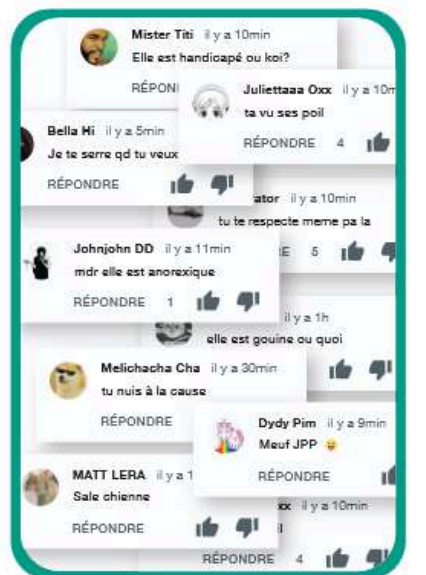 Mister Titi il y a 10min
Elle est handicapé ou koi?
RÉPON
Juliettaaa Oxx il y a 10m
ta vu ses poil
RÉPONDRE 4
Bella Hi il y a 5min
Je te serre qd tu veux
RÉPONDRE
ator il y a 10min
tu te respecte meme pa la
E 5
Johnjohn DD il y a 11min
mdr elle est anorexique
RÉPONDRE 1
il y a 1h
elle est gouine ou quoi
Melichacha Cha il y a 30min
tu nuis à la cause
RÉPONDRE
Dydy Pim il y a 9min
Meuf JPP 😛
RÉPONDRE
MATT LERA il y a 1
Sale chienne
RÉPONDRE
xx il y a 10min
il
RÉPONDRE 4